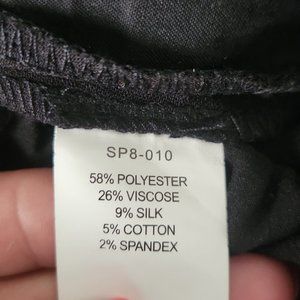 SP8-010
58% POLYESTER
26% VISCOSE
9% SILK
5% COTTON
2% SPANDEX